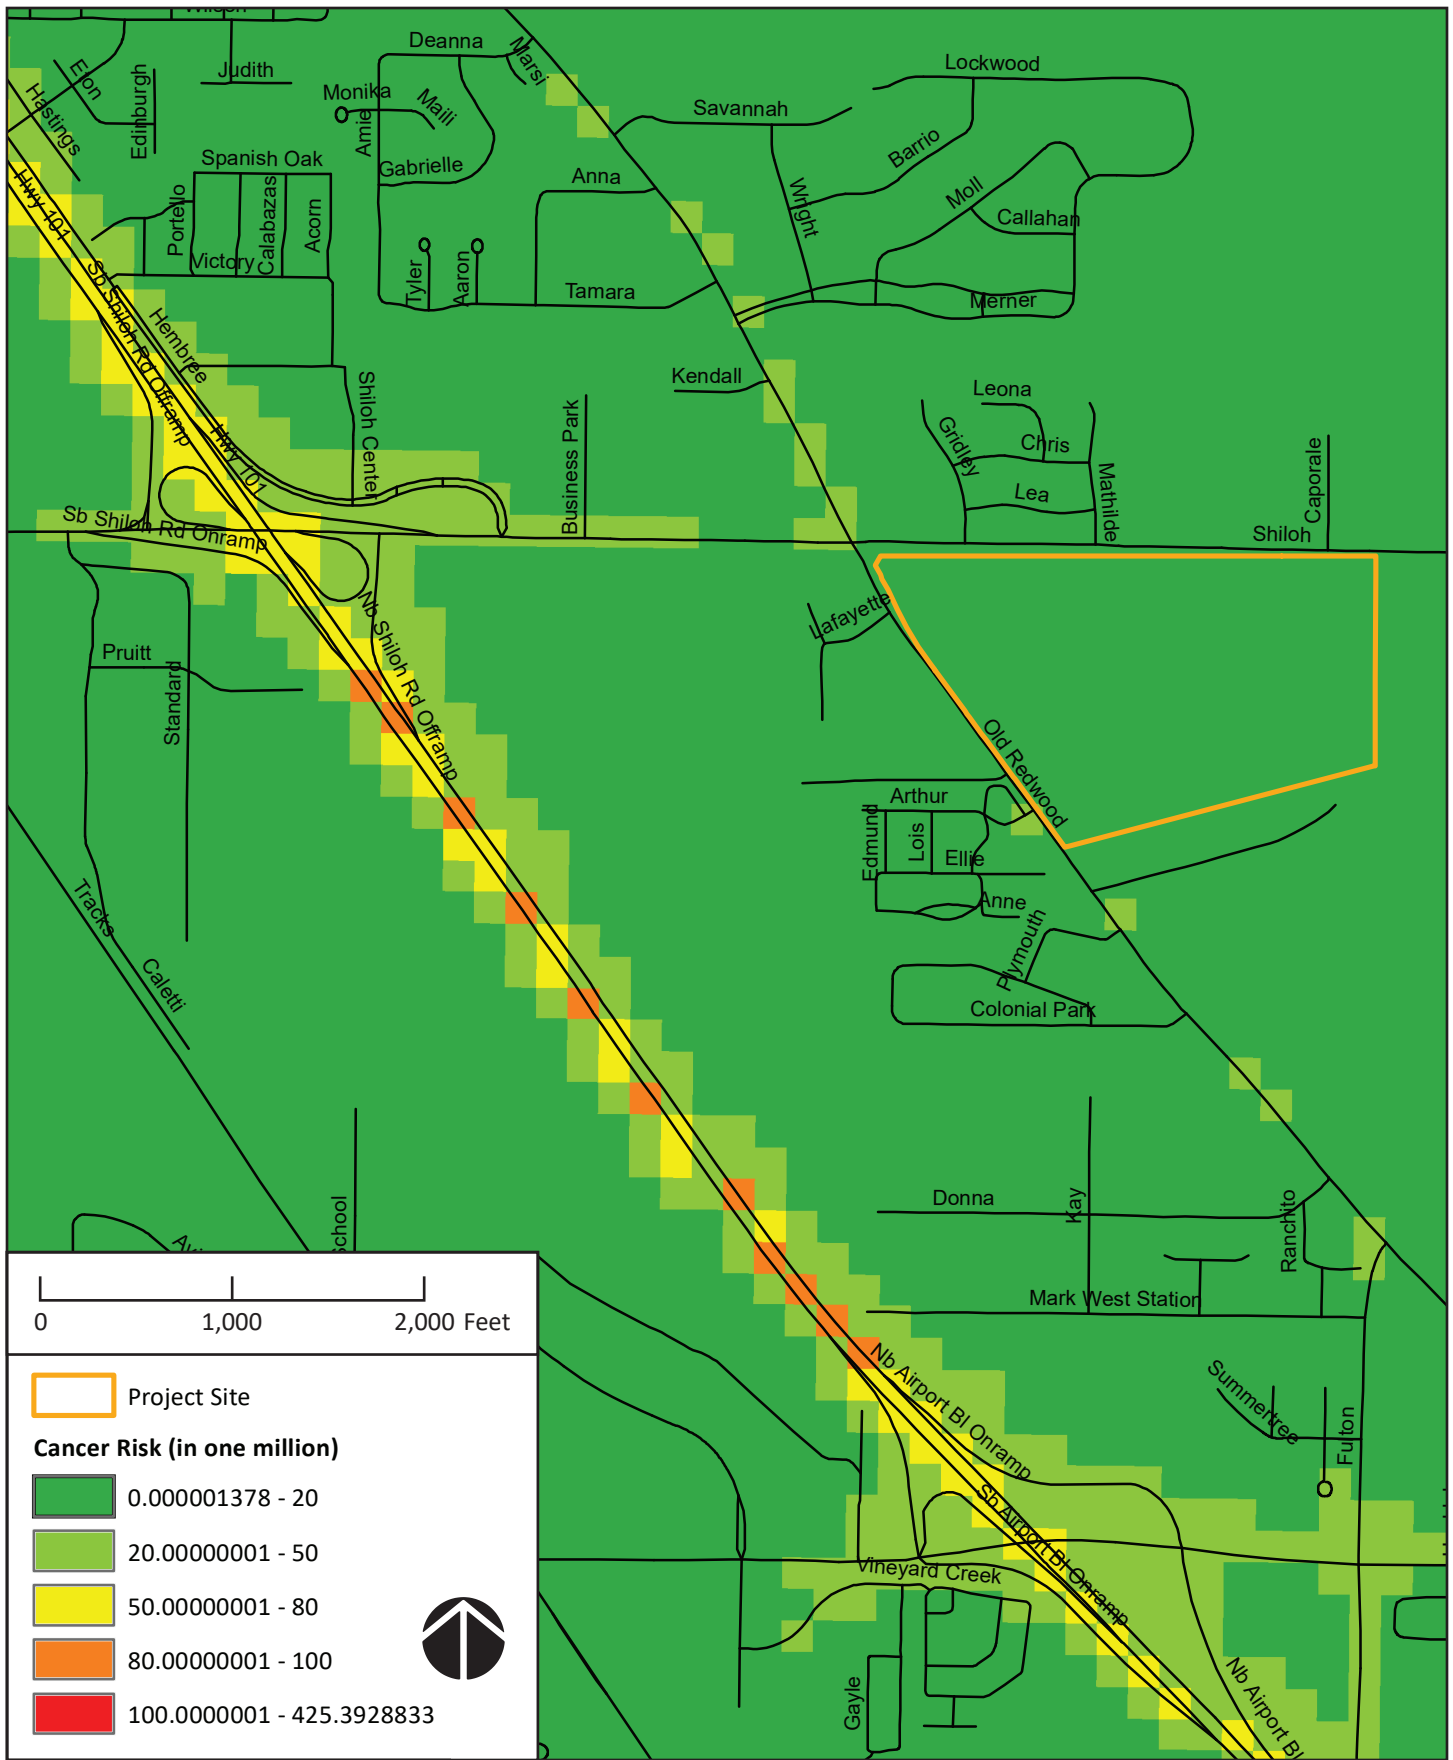 Wilson
Deanna
Marsi
Lockwood
Elon
Judith
Edinburgh
Hastings
Monika
Maili
Amie
Savannah
Barrio
Spanish Oak
Gabrielle
Anna
Wright
Moll
Callahan
Hwy 101
Portello
Calabazas
Acorn
Victory
Tyler
Aaron
Tamara
Merner
Sb Shiloh Rd Offramp
Hembree
Shiloh Center
Kendall
Leona
Gridley
Chris
Business Park
Hwy 101
Lea
Mathilde
Caporale
Sb Shiloh Rd Onramp
Shiloh
Nb Shiloh Rd Offramp
Lafayette
Pruitt
Standard
Old Redwood
Arthur
Edmund
Lois
Ellie
Anne
Tracks
Plymouth
Caletti
Colonial Park
Donna
Kay
Ranchito
School
Mark West Station
0
1,000
2,000 Feet
Nb Airport Bl Onramp
Summertree
Fulton
Project Site
Cancer Risk (in one million)
0.000001378 - 20
20.00000001 - 50
50.00000001 - 80
80.00000001 - 100
100.0000001 - 425.3928833
Sb Airport Bl Onramp
Vineyard Creek
Gayle
Nb Airport Bl